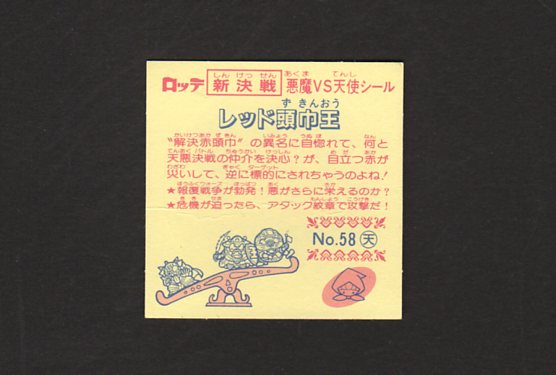 ロッテ 新決戦 悪魔VS天使シール
レッド頭巾王
“解決赤頭巾”の異名に自惚れて、何と
天悪決戦の仲介を決心?が、目立つ赤が
災いして、逆に標的にされちゃうのよね!
★報復戦争が勃発!悪がさらに栄えるのか?
★危機が迫ったら、アタック紋章で攻撃だ!
No.58 天